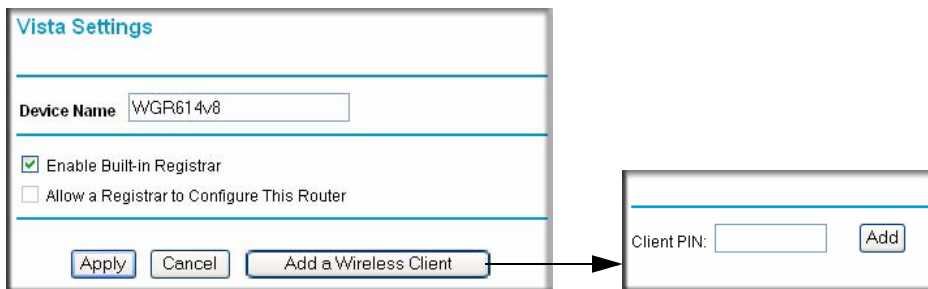 Vista Settings
Device Name WGR614v8
Enable Built-in Registrar
Allow a Registrar to Configure This Router
Apply Cancel Add a Wireless Client
Client PIN: Add